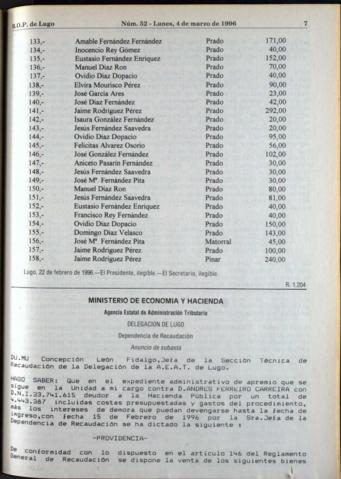 B.O.P. de Lugo Núm. 52 - Lunes, 4 de marzo de 1996 7
133,- Amable Fernández Fernández Prado 171,00
134,- Inocencio Rey Gómez Prado 40,00
135,- Eustasio Fernández Enriquez Prado 152,00
136,- Manuel Díaz Ron Prado 70,00
137,- Ovidio Díaz Dopacio Prado 40,00
138,- Elvira Mourisco Pérez Prado 90,00
139,- José García Ares Prado 23,00
140,- José Díaz Fernández Prado 42,00
141,- Jaime Rodríguez Pérez Prado 292,00
142,- Isaura González Fernández Prado 20,00
143,- Jesús Fernández Saavedra Prado 20,00
144,- Ovidio Díaz Dopacio Prado 95,00
145,- Felicitas Alvarez Osorio Prado 56,00
146,- José González Fernández Prado 102,00
147,- Aniceto Pasarin Fernández Prado 30,00
148,- Jesús Fernández Saavedra Prado 30,00
149,- José Mª Fernández Pita Prado 30,00
150,- Manuel Díaz Ron Prado 80,00
151,- Jesús Fernández Saavedra Prado 81,00
152,- Eustasio Fernández Enriquez Prado 40,00
153,- Francisco Rey Fernández Prado 40,00
154,- Ovidio Díaz Dopacio Prado 150,00
155,- Domingo Díaz Velasco Prado 143,00
156,- José Mª Fernández Pita Matorral 45,00
157,- Jaime Rodríguez Pérez Prado 100,00
158,- Jaime Rodríguez Pérez Pinar 240,00
Lugo, 22 de febrero de 1996.—El Presidente, ilegible.—El Secretario, ilegible.
R. 1.204
MINISTERIO DE ECONOMIA Y HACIENDA
Agencia Estatal de Administración Tributaria
DELEGACION DE LUGO
Dependencia de Recaudación
Anuncio de subasta
Concepción León Fidalgo,Jefa de la Sección Técnica de
Recaudación de la Delegación de la A.E.A.T. de Lugo.
HAGO SABER: Que en el expediente administrativo de apremio que se
sigue en la Unidad a mi cargo contra D.ANDRES FERREIRO CARREIRA con
D.N.I.33.741.615 deudor a la Hacienda Pública por un total de
.443.367 incluidas costas presupuestadas y gastos del procedimiento,
más los intereses de demora que puedan devengarse hasta la fecha de
ingreso,con fecha 15 de Febrero de 1996 por la Sra.Jefa de la
Dependencia de Recaudación se ha dictado la siguiente :
-PROVIDENCIA-
De conformidad con lo dispuesto en el artículo 146 del Reglamento
General de Recaudación se dispone la venta de los siguientes bienes